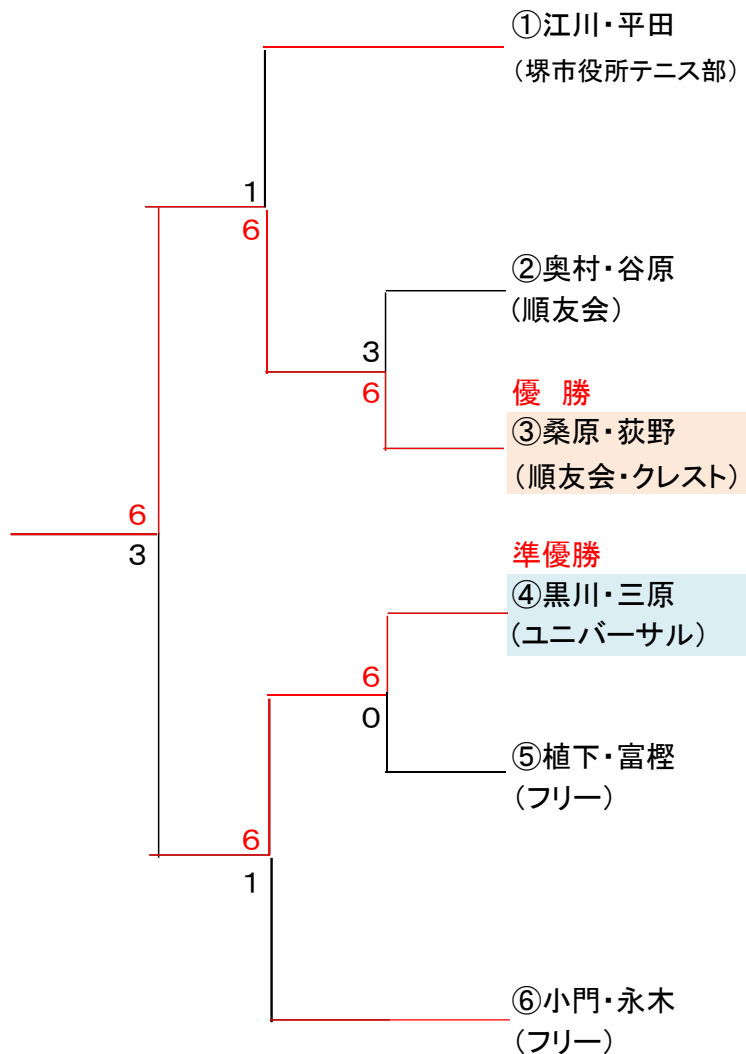 ①江川・平田
（堺市役所テニス部）
1
6
②奥村・谷原
（順友会）
3
6
優　勝
③桑原・荻野
（順友会・クレスト）
6
3
準優勝
④黒川・三原
（ユニバーサル）
6
0
⑤植下・富樫
（フリー）
6
1
⑥小門・永木
（フリー）